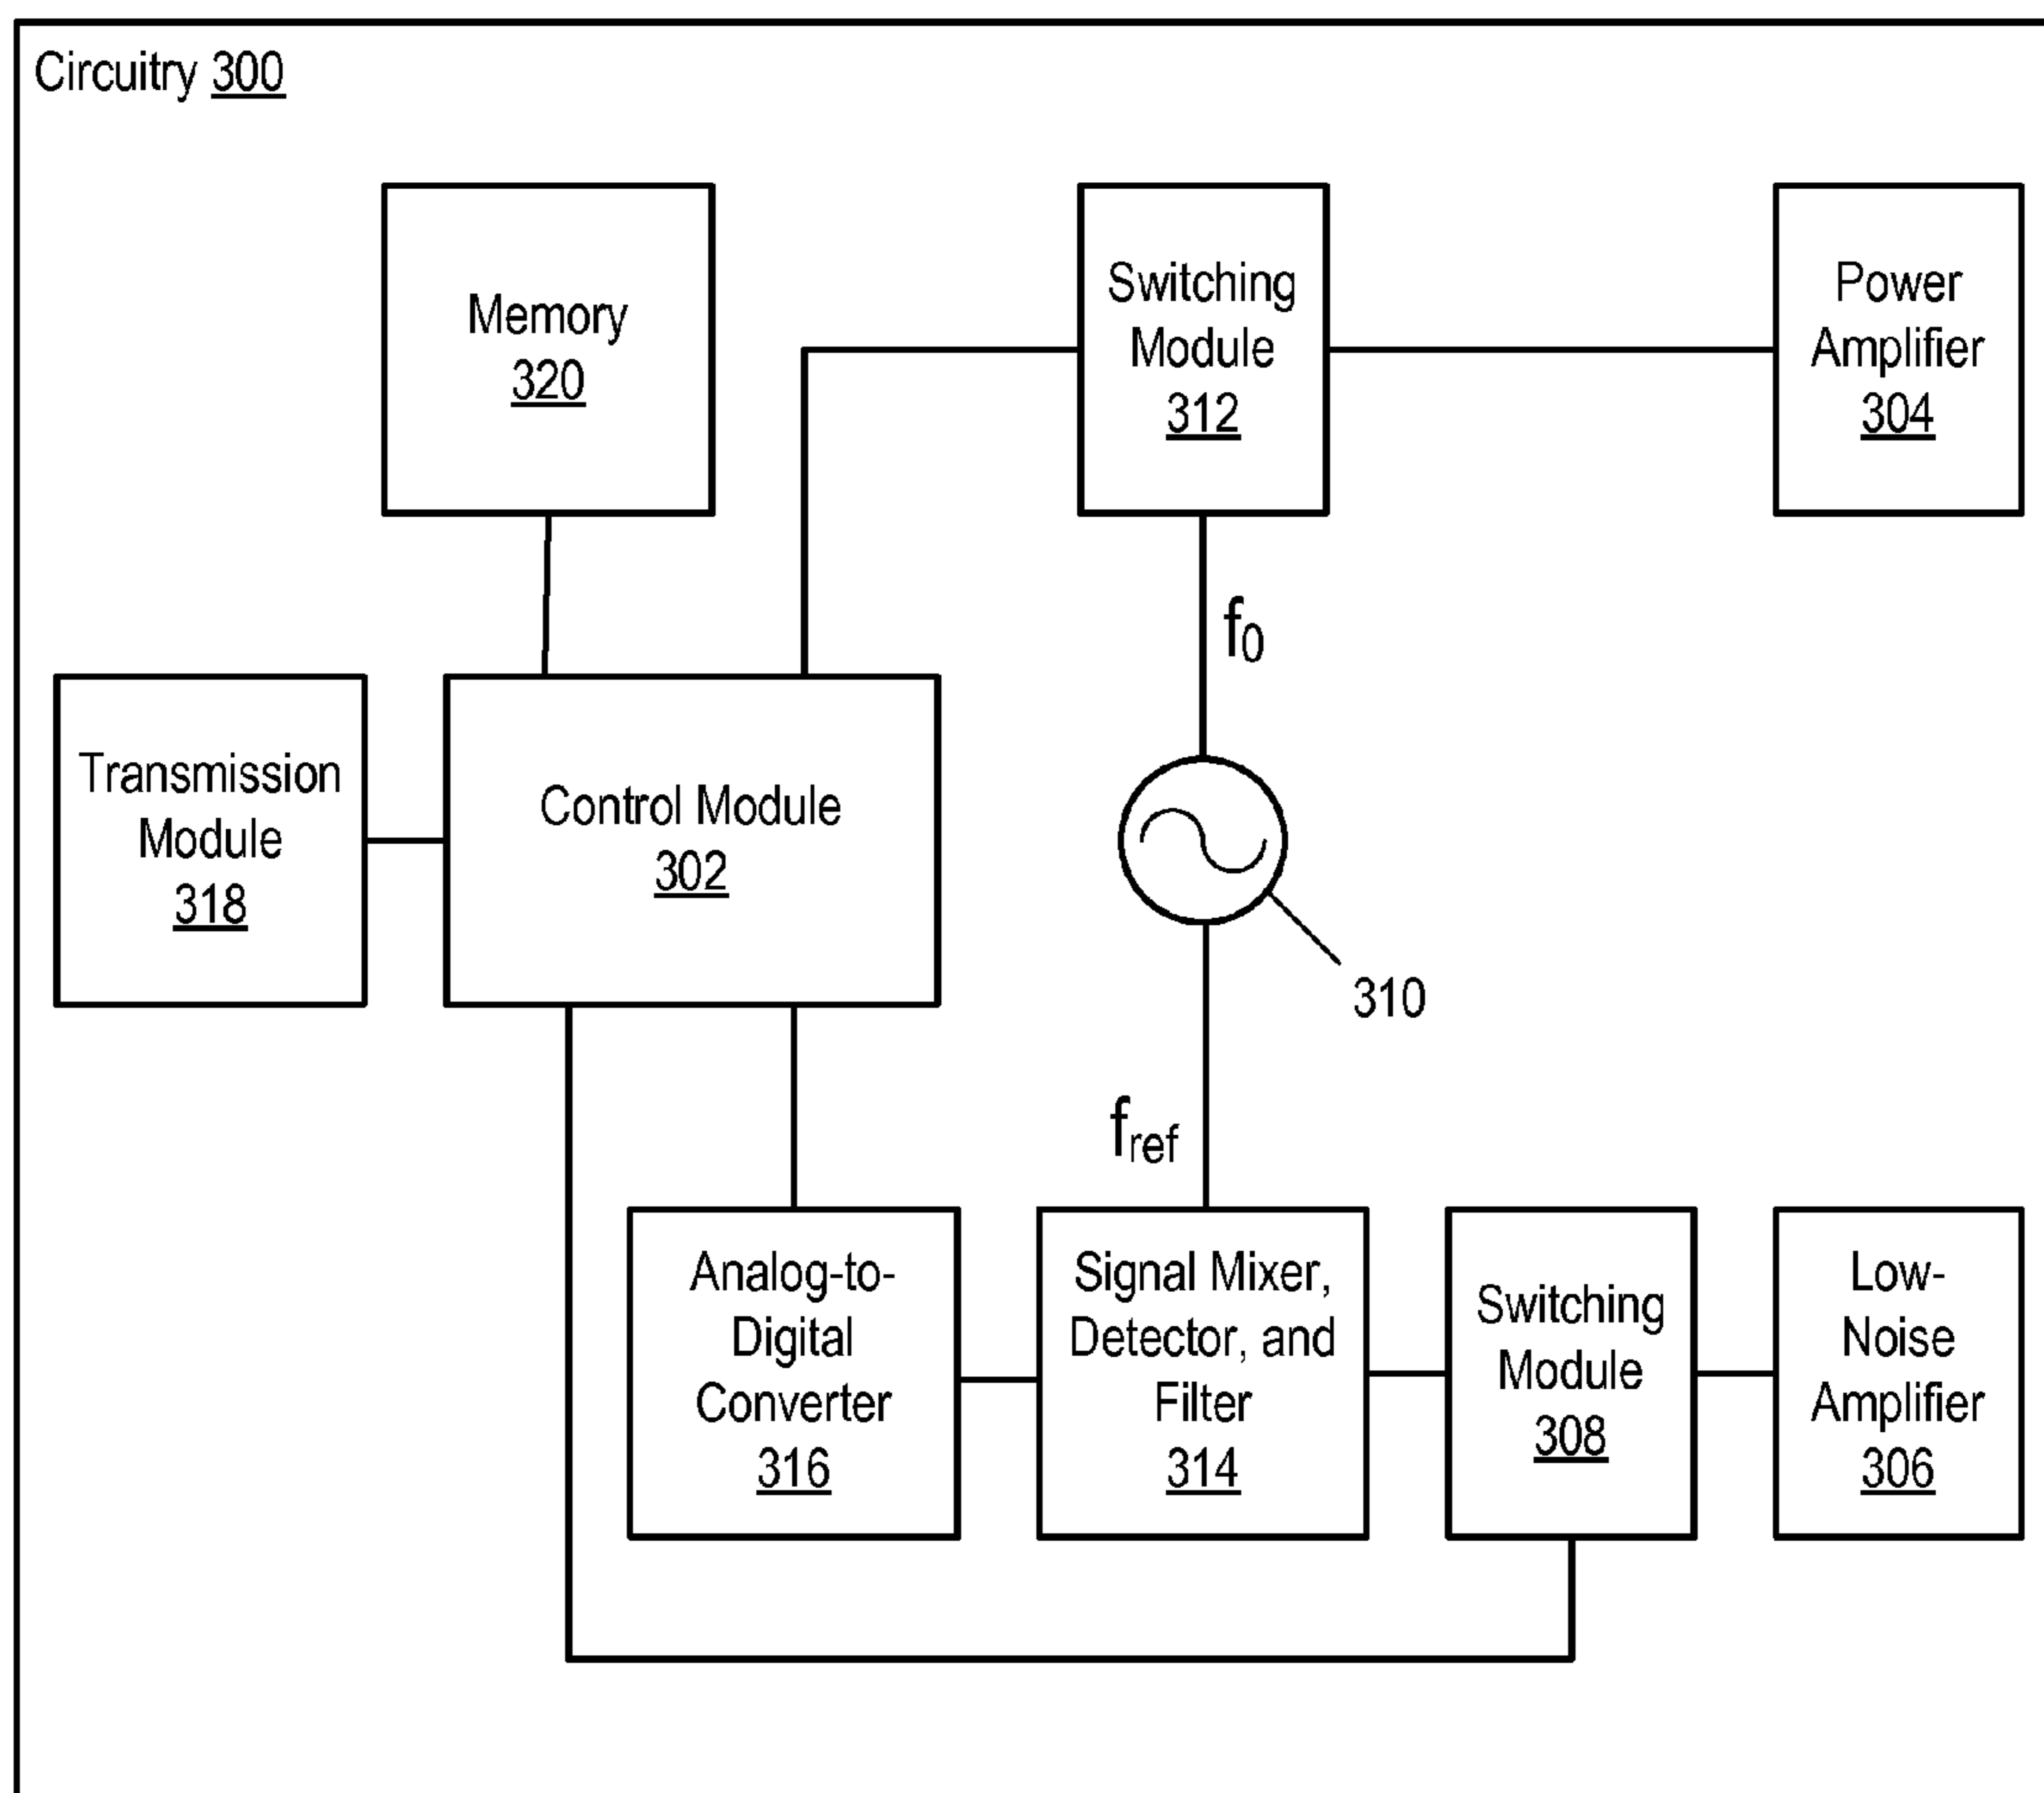 Circuitry 300
Memory
320
Switching
Module
312
Power
Amplifier
304
f0
Transmission
Module
318
Control Module
302
310
fref
Analog-to-
Digital
Converter
316
Signal Mixer,
Detector, and
Filter
314
Switching
Module
308
Low-
Noise
Amplifier
306